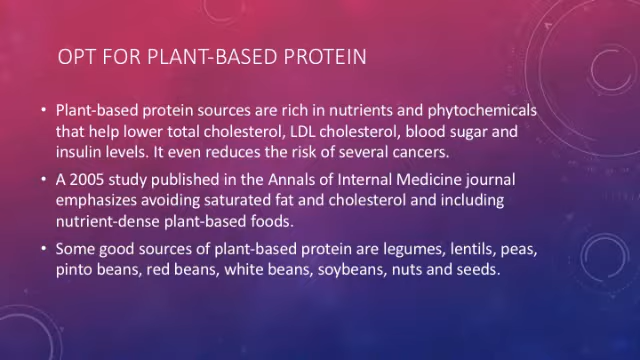 OPT FOR PLANT-BASED PROTEIN
• Plant-based protein sources are rich in nutrients and phytochemicals
that help lower total cholesterol, LDL cholesterol, blood sugar and
insulin levels. It even reduces the risk of several cancers.
• A 2005 study published in the Annals of Internal Medicine journal
emphasizes avoiding saturated fat and cholesterol and including
nutrient-dense plant-based foods.
• Some good sources of plant-based protein are legumes, lentils, peas,
pinto beans, red beans, white beans, soybeans, nuts and seeds.